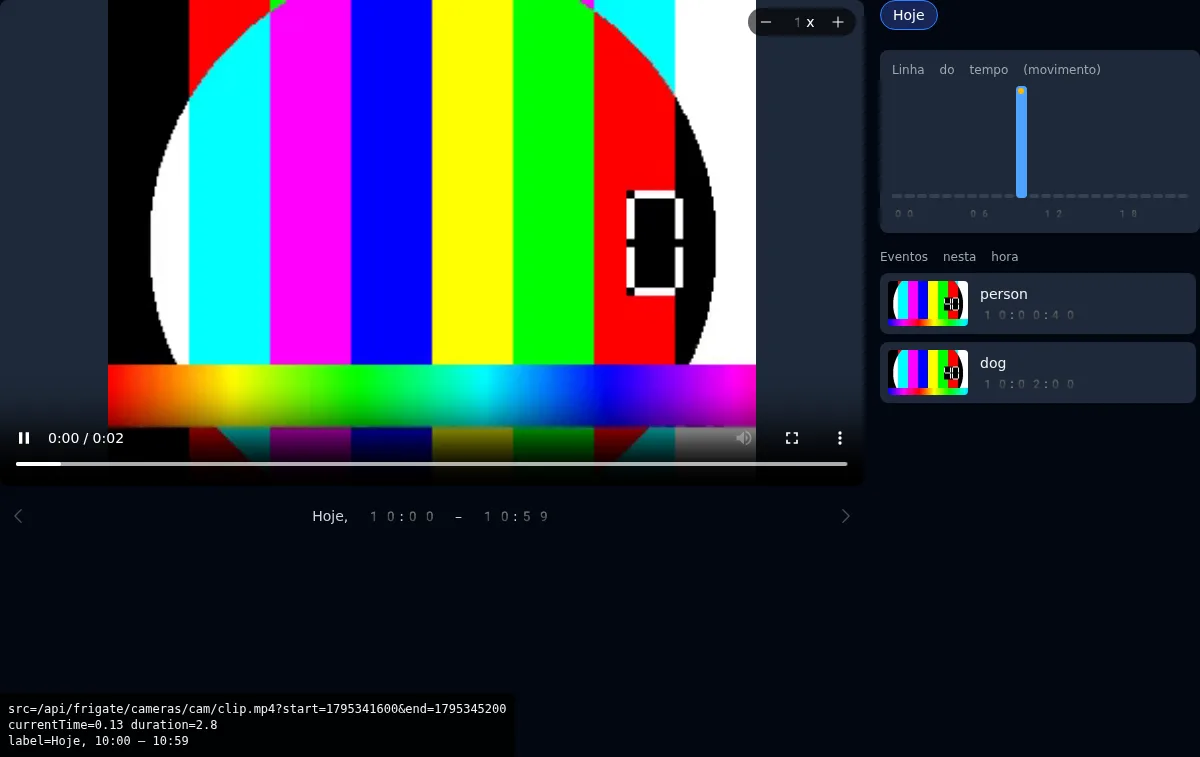 1 x
Hoje
Linha do tempo (movimento)
00 06 12 18
Eventos nesta hora
person
10:00:40
dog
10:02:00
0
0:00 / 0:02
Hoje, 10:00 – 10:59
src=/api/frigate/cameras/cam/clip.mp4?start=1795341600&end=1795345200
currentTime=0.13 duration=2.8
label=Hoje, 10:00 — 10:59